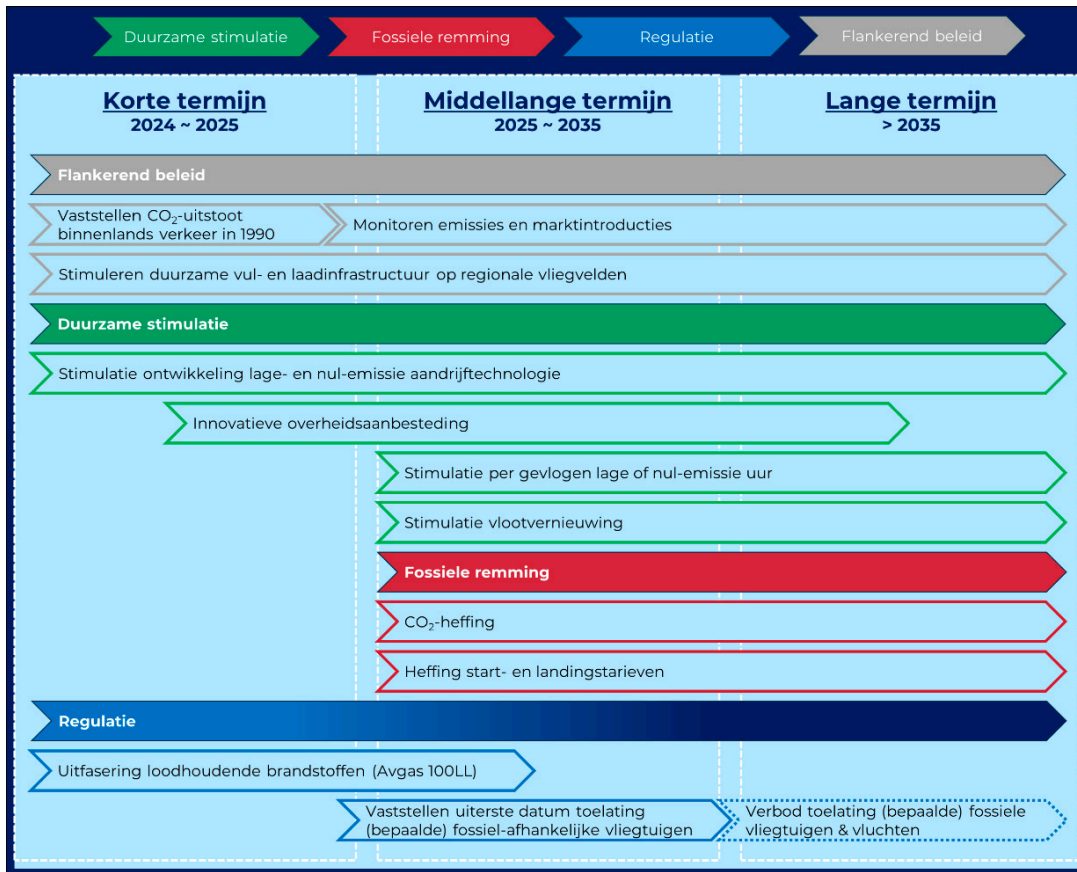 Duurzame stimulatie
Fossiele remming
Regulatie
Flankerend beleid
Korte termijn
2024 ~ 2025
Middellange termijn
2025 ~ 2035
Lange termijn
> 2035
Flankerend beleid
Vaststellen CO₂-uitstoot
binnenlands verkeer in 1990
Monitoren emissies en marktintroducties
Stimuleren duurzame vul- en laadinfrastructuur op regionale vliegvelden
Duurzame stimulatie
Stimulatie ontwikkeling lage- en nul-emissie aandrijftechnologie
Innovatieve overheidsaanbesteding
Stimulatie per gevlogen lage of nul-emissie uur
Stimulatie vlootvernieuwing
Fossiele remming
CO₂-heffing
Heffing start- en landingstarieven
Regulatie
Uitfasering loodhoudende brandstoffen (Avgas 100LL)
Vaststellen uiterste datum toelating
(bepaalde) fossiel-afhankelijke vliegtuigen
Verbod toelating (bepaalde) fossiele
vliegtuigen & vluchten